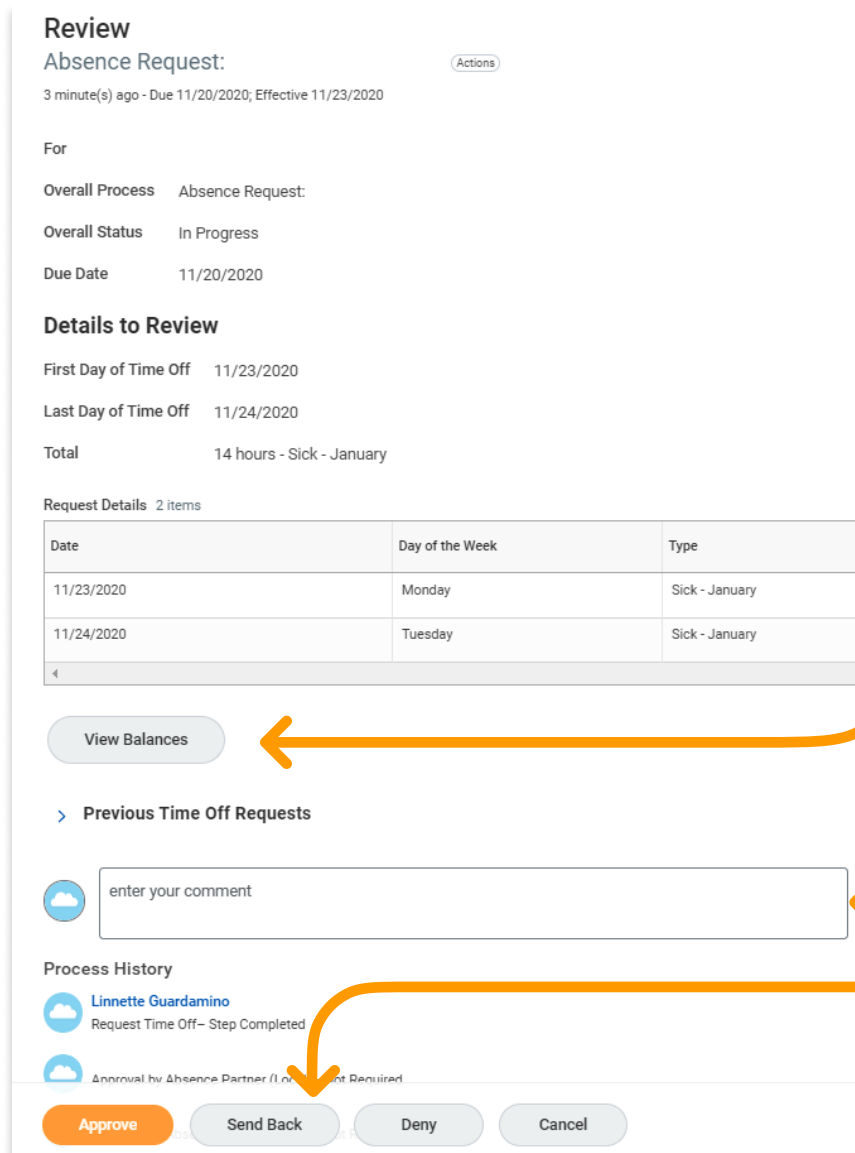 Review
Absence Request: Actions
3 minute(s) ago - Due 11/20/2020; Effective 11/23/2020
For
Overall Process Absence Request:
Overall Status In Progress
Due Date 11/20/2020
Details to Review
First Day of Time Off 11/23/2020
Last Day of Time Off 11/24/2020
Total 14 hours - Sick - January
Request Details 2 items
Date Day of the Week Type
11/23/2020 Monday Sick - January
11/24/2020 Tuesday Sick - January
View Balances
Previous Time Off Requests
enter your comment
Process History
Linnette Guardamino
Request Time Off– Step Completed
Approval by Absence Partner Required
Approve Send Back Deny Cancel